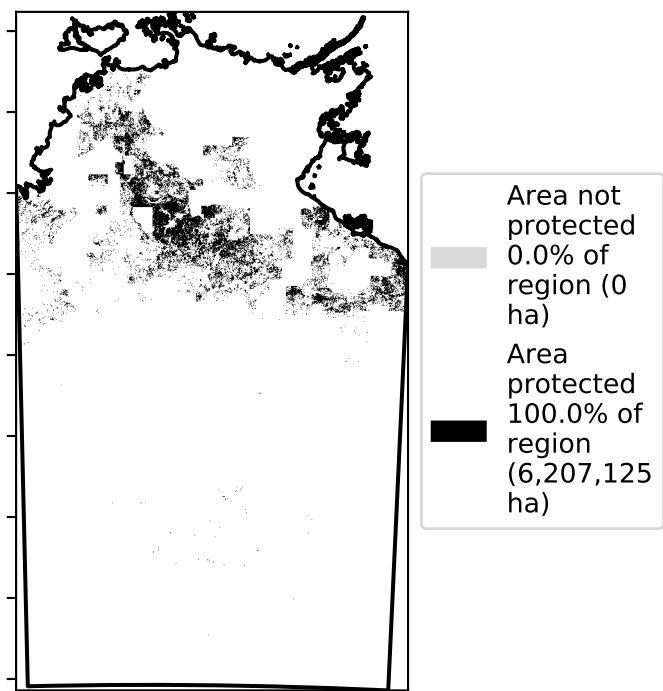 Area not
protected
0.0% of
region (0
ha)
Area
protected
100.0% of
region
(6,207,125
ha)